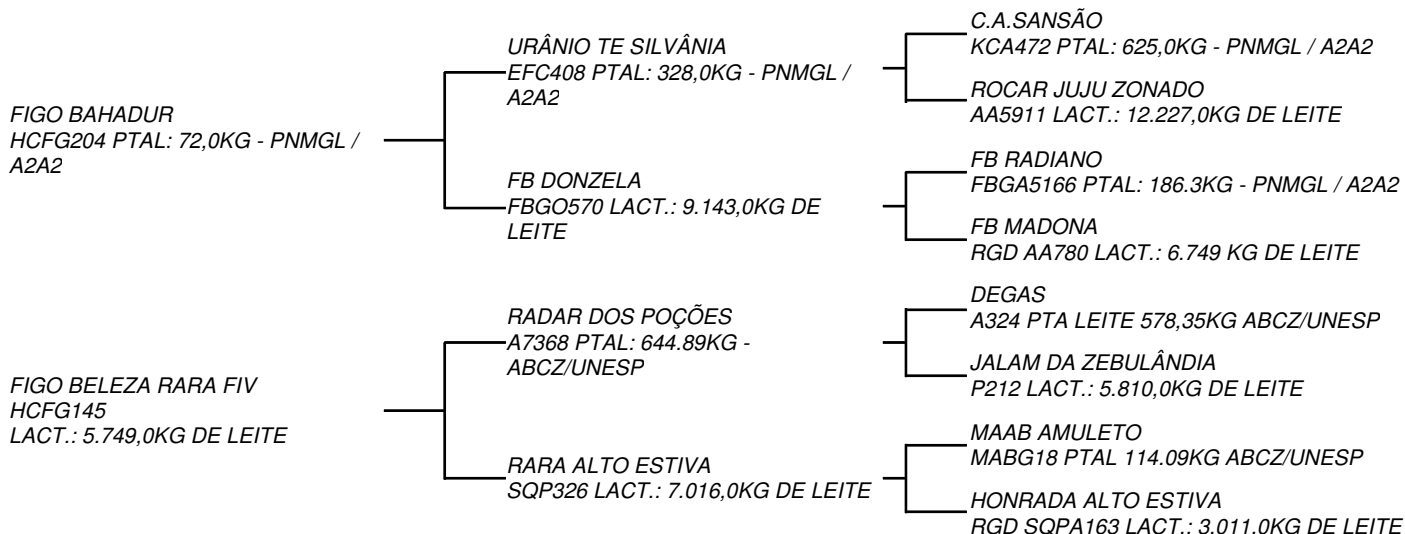 FIGO BAHADUR
HCFG204 PTAL: 72,0KG - PNMGL /
A2A2
URÂNIO TE SILVÂNIA
EFC408 PTAL: 328,0KG - PNMGL /
A2A2
C.A.SANSÃO
KCA472 PTAL: 625,0KG - PNMGL / A2A2
ROCAR JUJU ZONADO
AA5911 LACT.: 12.227,0KG DE LEITE
FB DONZELA
FBGO570 LACT.: 9.143,0KG DE
LEITE
FB RADIANO
FBGA5166 PTAL: 186.3KG - PNMGL / A2A2
FB MADONA
RGD AA780 LACT.: 6.749 KG DE LEITE
FIGO BELEZA RARA FIV
HCFG145
LACT.: 5.749,0KG DE LEITE
RADAR DOS POÇÕES
A7368 PTAL: 644.89KG -
ABCZ/UNESP
DEGAS
A324 PTA LEITE 578,35KG ABCZ/UNESP
JALAM DA ZEBULÂNDIA
P212 LACT.: 5.810,0KG DE LEITE
RARA ALTO ESTIVA
SQP326 LACT.: 7.016,0KG DE LEITE
MAAB AMULETO
MABG18 PTAL 114.09KG ABCZ/UNESP
HONRADA ALTO ESTIVA
RGD SQPA163 LACT.: 3.011,0KG DE LEITE